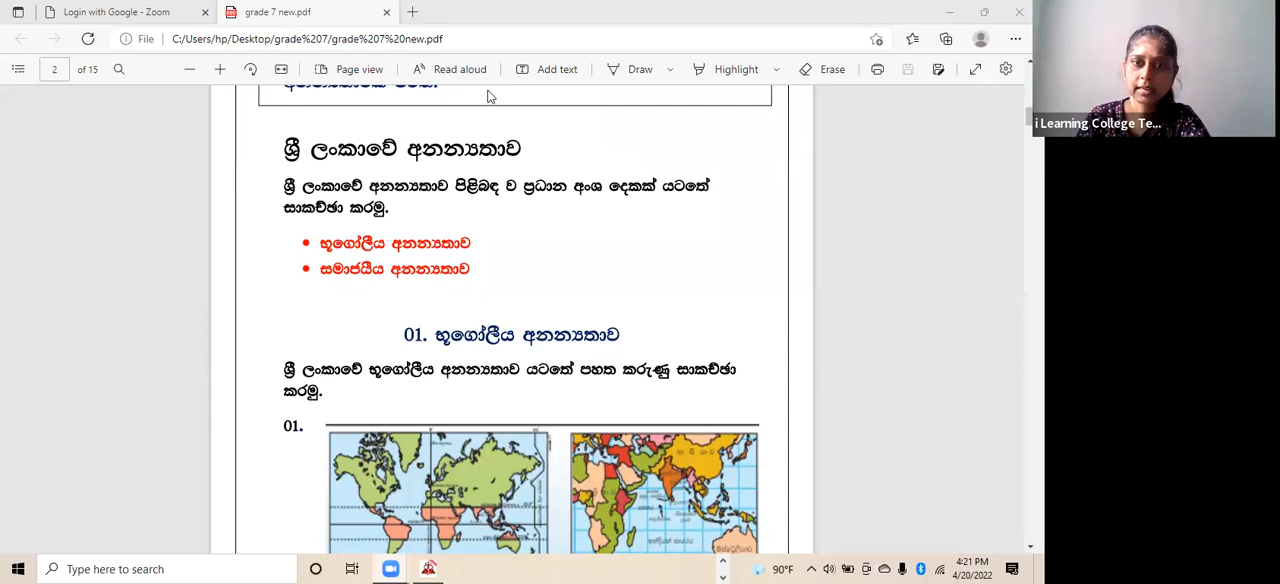 Login with Google - Zoom
grade 7 new.pdf
File
C:/Users/hp/Desktop/grade%207/grade%207%20new.pdf
2 of 15
Page view
Read aloud
Add text
Draw
Highlight
Erase
i Learning College Te...
ශ්‍රී ලංකාවේ අනන්‍යතාව
ශ්‍රී ලංකාවේ අනන්‍යතාව පිළිබඳ ව ප්‍රධාන අංශ දෙකක් යටතේ
සාකච්ඡා කරමු.
• භූගෝලීය අනන්‍යතාව
• සමාජයීය අනන්‍යතාව
01. භූගෝලීය අනන්‍යතාව
ශ්‍රී ලංකාවේ භූගෝලීය අනන්‍යතාව යටතේ පහත කරුණු සාකච්ඡා
කරමු.
01.
Type here to search
90°F
4:21 PM
4/20/2022